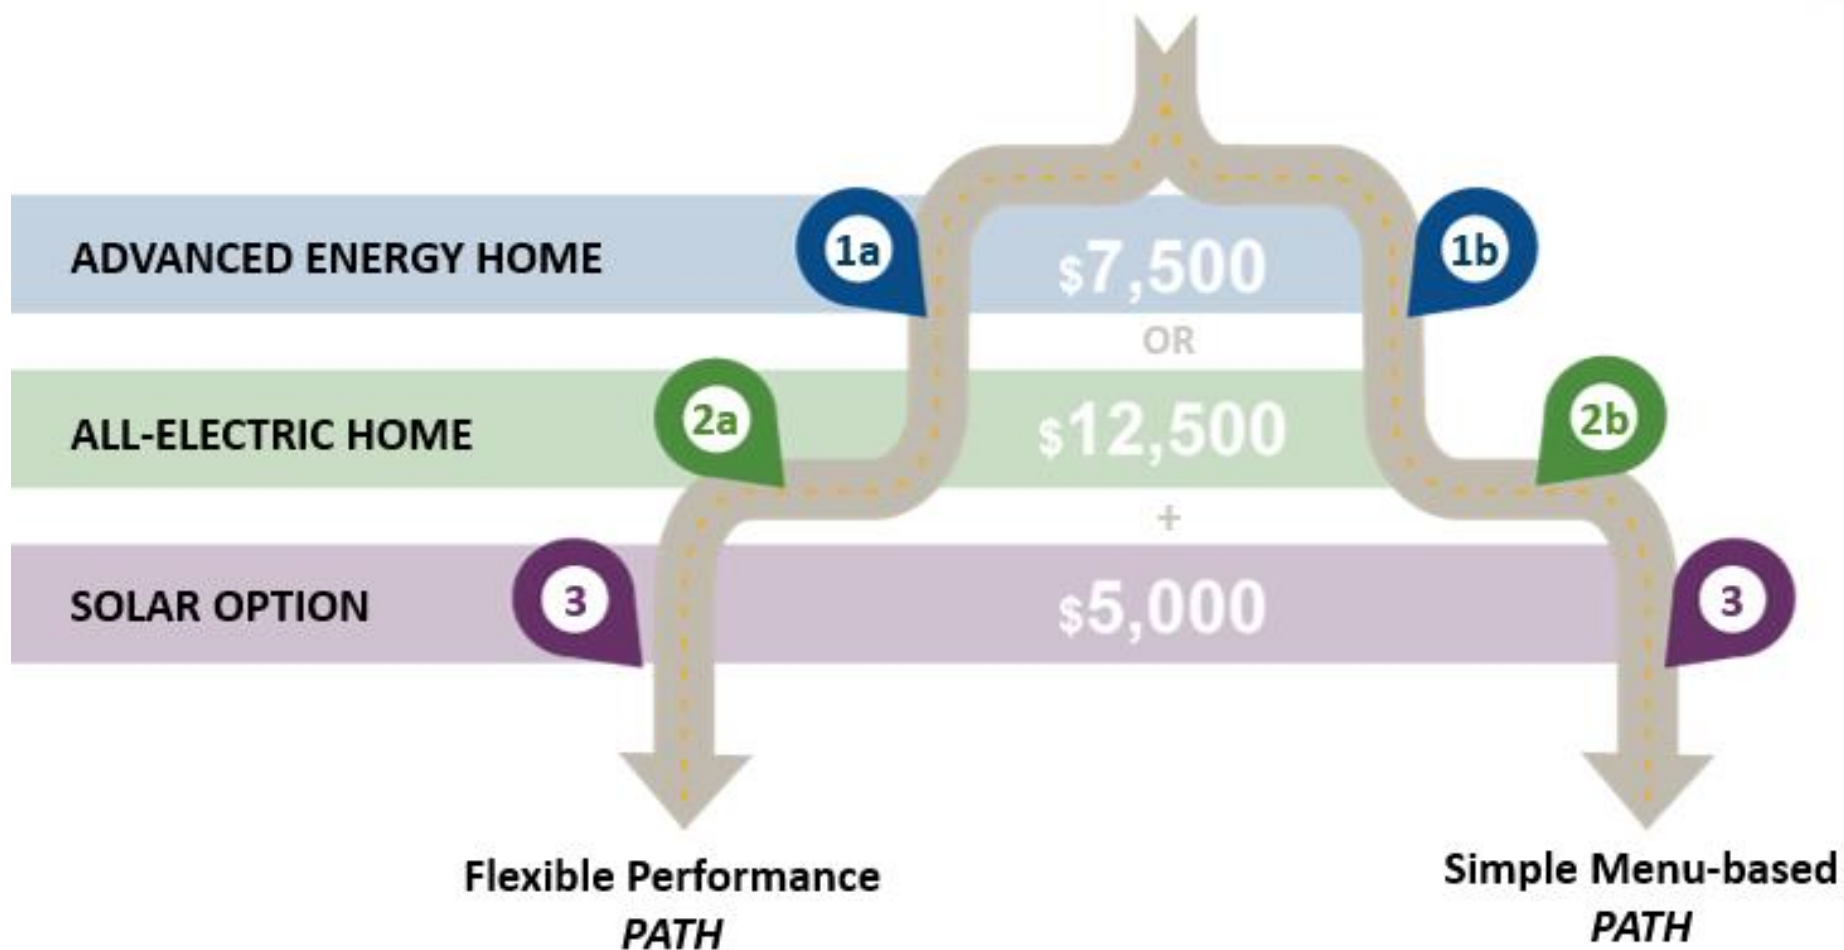 ADVANCED ENERGY HOME
1a
$7,500
1b
OR
ALL-ELECTRIC HOME
2a
$12,500
2b
+
SOLAR OPTION
3
$5,000
3
Flexible Performance
PATH
Simple Menu-based
PATH